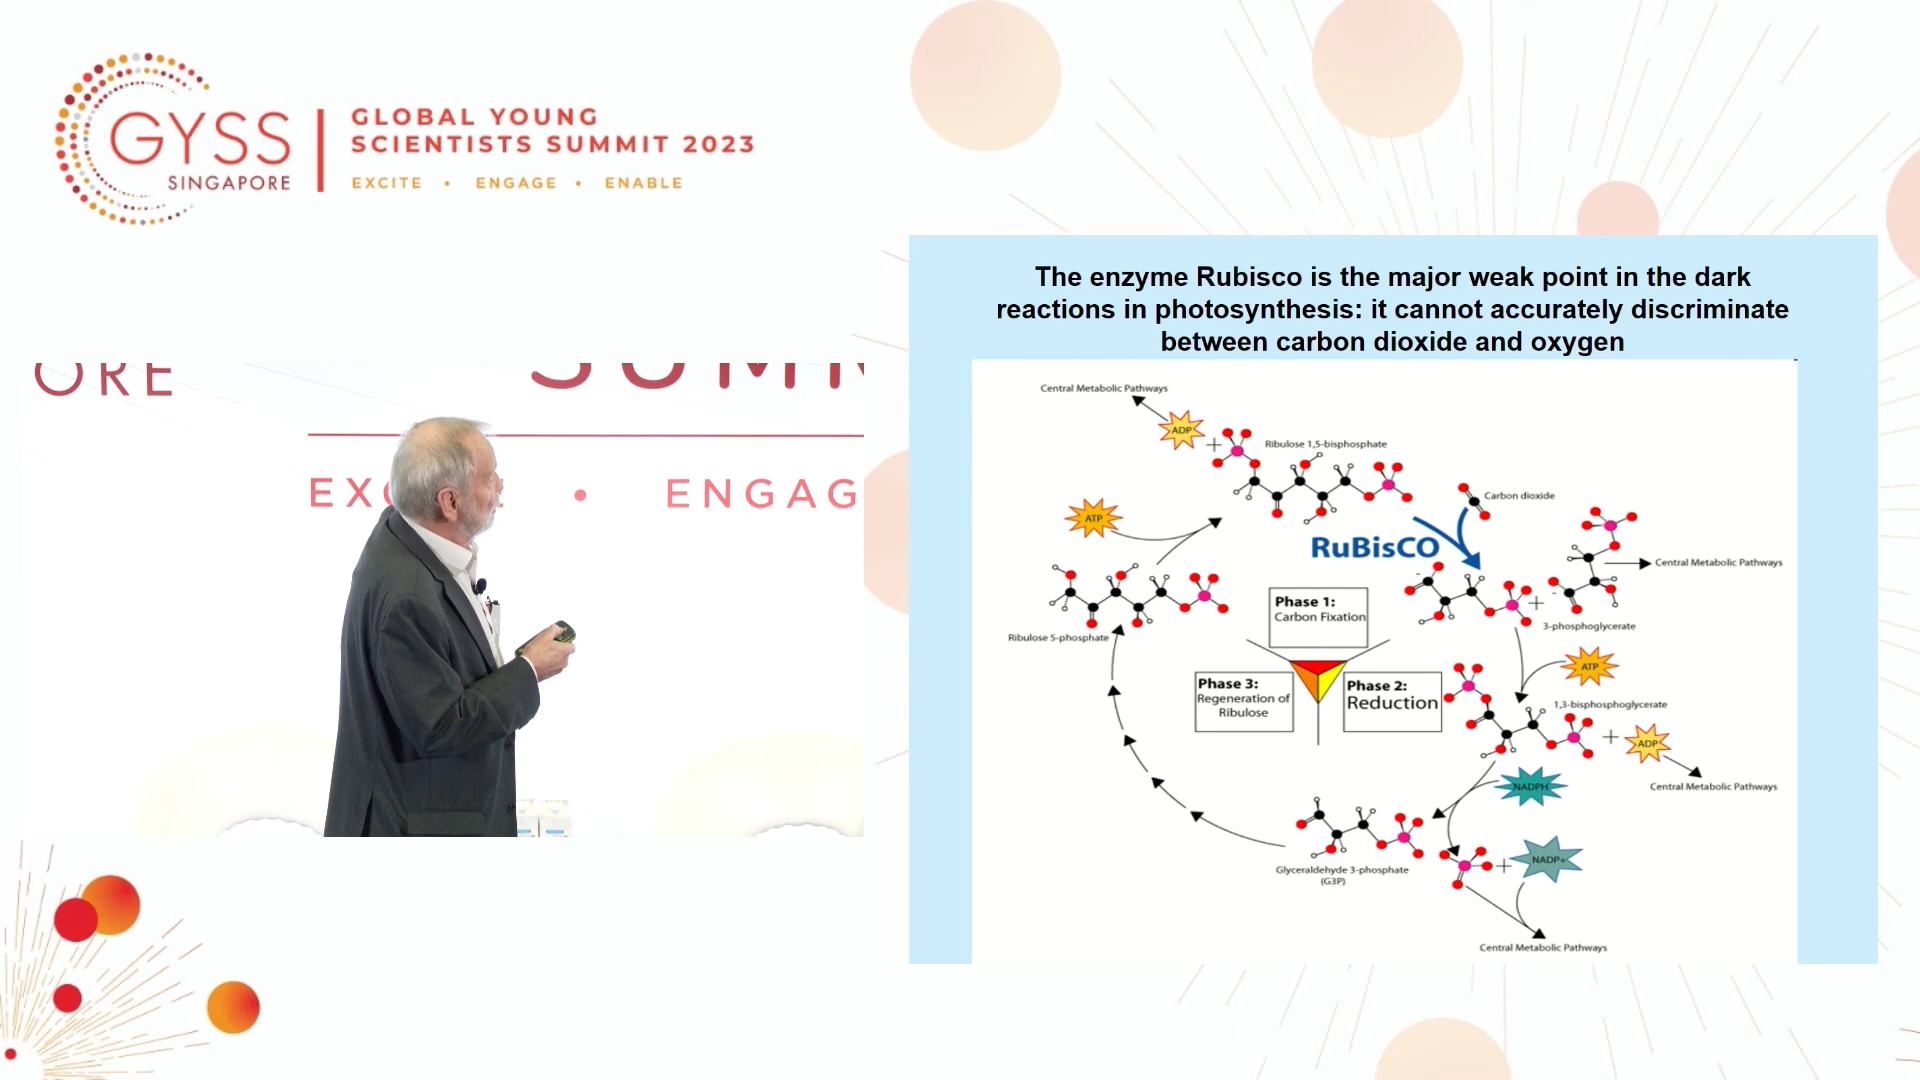 GYSS
SINGAPORE
GLOBAL YOUNG
SCIENTISTS SUMMIT 2023
EXCITE • ENGAGE • ENABLE
ORE
ENGAG
The enzyme Rubisco is the major weak point in the dark
reactions in photosynthesis: it cannot accurately discriminate
between carbon dioxide and oxygen
Central Metabolic Pathways
ADP
+
Ribulose 1,5-bisphosphate
Carbon dioxide
ATP
RuBisCO
Central Metabolic Pathways
Phase 1:
Carbon Fixation
+
3-phosphoglycerate
Ribulose 5-phosphate
ATP
Phase 3:
Regeneration of
Ribulose
Phase 2:
Reduction
1,3-bisphosphoglycerate
+
ADP
Central Metabolic Pathways
NADPH
Glyceraldehyde 3-phosphate
(G3P)
+
NADP+
Central Metabolic Pathways